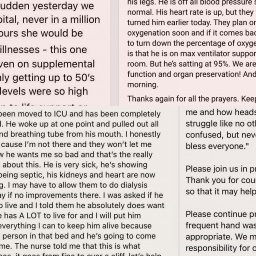 sudden yesterday we
pital, never in a million
ours she would be
illnesses - this one
ven on supplemental
nly getting up to 50's
levels were so high
his legs. He is off all blood pressure
normal. His heart rate is up, but they
turned him earlier today. They plan on
oxygenation soon and if it comes ba
to turn down the percentage of oxyge
is that he is on max ventilator suppor
room. But he's satting at 95%. We are
function and organ preservation! And
morning.
Thanks again for all the prayers. Keep
been moved to ICU and has been completely
d. He woke up at one point and pulled out all
nd breathing tube from his mouth. I honestly
cause I'm not there and they won't let me
w he wants me so bad and that's the really
about this. He is very sick, he's showing
being septic, his kidneys and heart are now
g. I may have to allow them to do dialysis
y if no improvements there. I was asked if he
o live and I told them he absolutely does want
e has A LOT to live for and I will put him
everything I can to keep him alive because
person in that bed and he's going to come
me. The nurse told me that this is what
me and how heads
struggle like no oth
confused, but never
bless everyone."
Please join us in pr
Thank you for cour
so that it may help
Please continue pr
frequent hand was
appropriate. We m
responsibility for o